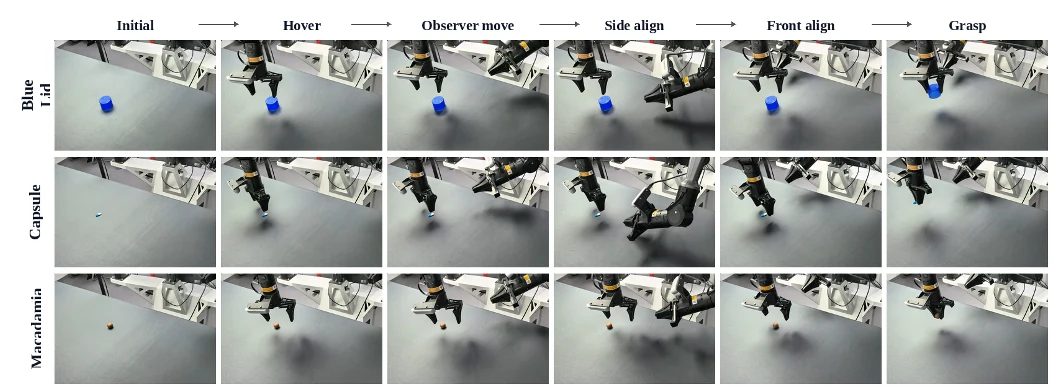 Initial
Hover
Observer move
Side align
Front align
Grasp
Blue
Lid
Capsule
Macadamia